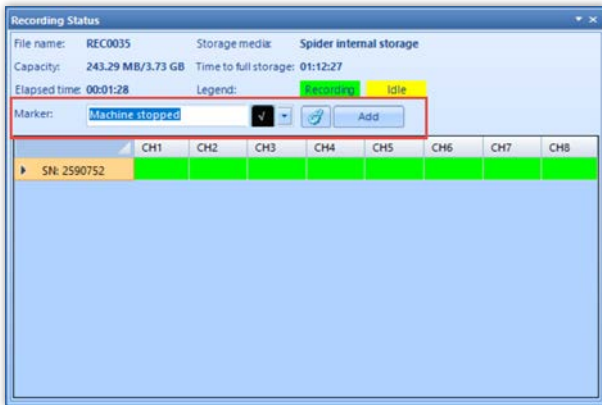 Recording Status
File name: REC0035 Storage media: Spider internal storage
Capacity: 243.29 MB/3.73 GB Time to full storage: 01:12:27
Elapsed time: 00:01:28 Legend: Recording Idle
Marker: Machine stopped Add
CH1 CH2 CH3 CH4 CH5 CH6 CH7 CH8
SN: 2590752